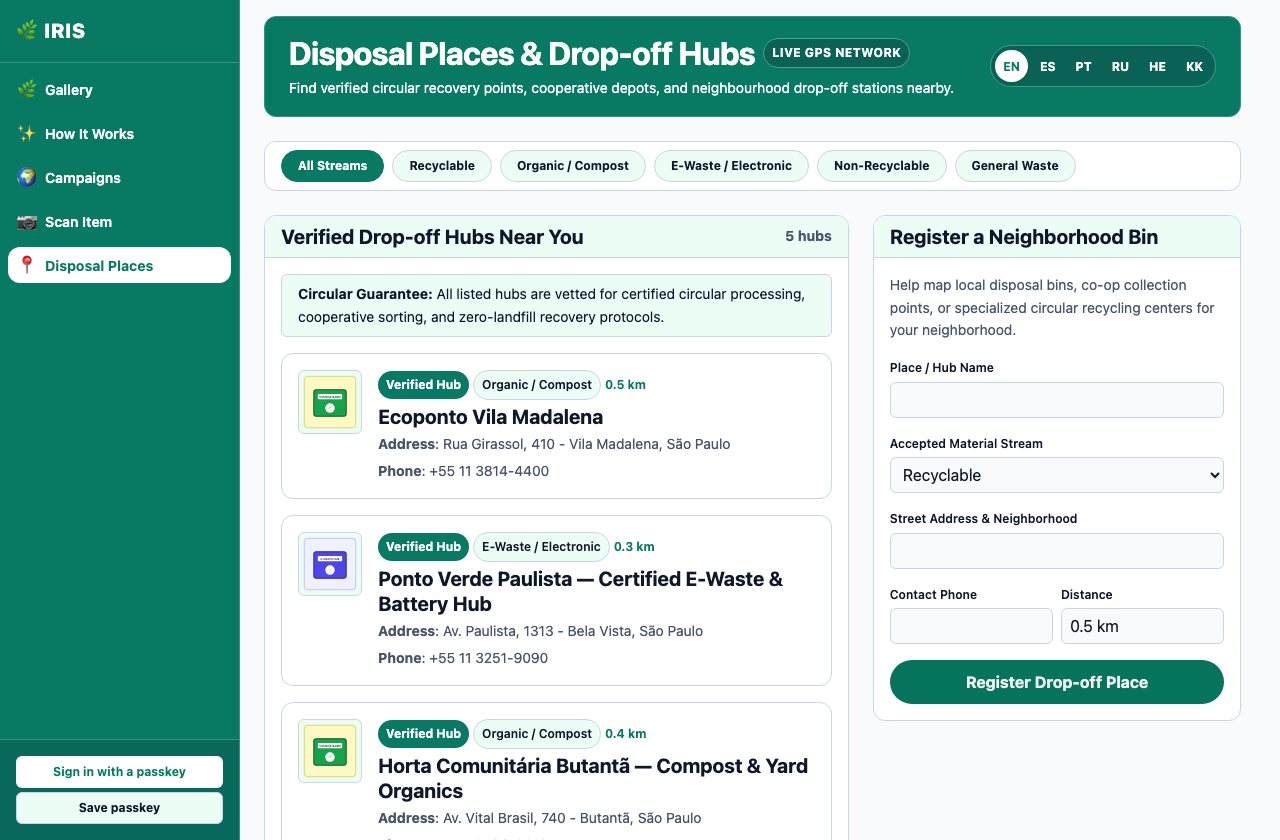 IRIS
Gallery
How It Works
Campaigns
Scan Item
Disposal Places
Sign in with a passkey
Save passkey
Disposal Places & Drop-off Hubs
LIVE GPS NETWORK
Find verified circular recovery points, cooperative depots, and neighbourhood drop-off stations nearby.
EN ES PT RU HE KK
All Streams
Recyclable
Organic / Compost
E-Waste / Electronic
Non-Recyclable
General Waste
Verified Drop-off Hubs Near You
5 hubs
Circular Guarantee: All listed hubs are vetted for certified circular processing,
cooperative sorting, and zero-landfill recovery protocols.
Verified Hub Organic / Compost 0.5 km
Ecoponto Vila Madalena
Address: Rua Girassol, 410 - Vila Madalena, São Paulo
Phone: +55 11 3814-4400
Verified Hub E-Waste / Electronic 0.3 km
Ponto Verde Paulista — Certified E-Waste &
Battery Hub
Address: Av. Paulista, 1313 - Bela Vista, São Paulo
Phone: +55 11 3251-9090
Verified Hub Organic / Compost 0.4 km
Horta Comunitária Butantã — Compost & Yard
Organics
Address: Av. Vital Brasil, 740 - Butantã, São Paulo
Register a Neighborhood Bin
Help map local disposal bins, co-op collection
points, or specialized circular recycling centers for
your neighborhood.
Place / Hub Name
Accepted Material Stream
Recyclable
Street Address & Neighborhood
Contact Phone
Distance
0.5 km
Register Drop-off Place